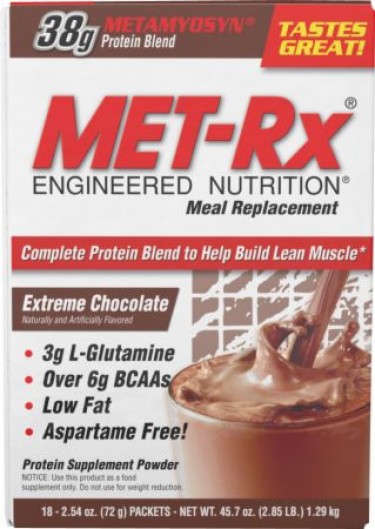 38g METAMYOSYN®
Protein Blend
TASTES
GREAT!
MET-Rx®
ENGINEERED NUTRITION®
Meal Replacement
Complete Protein Blend to Help Build Lean Muscle*
Extreme Chocolate
Naturally and Artificially Flavored
• 3g L-Glutamine
• Over 6g BCAAs
• Low Fat
• Aspartame Free!
Protein Supplement Powder
NOTICE: Use this product as a food
supplement only. Do not use for weight reduction.
18 - 2.54 oz. (72 g) PACKETS - NET WT. 45.7 oz. (2.85 LB.) 1.29 kg